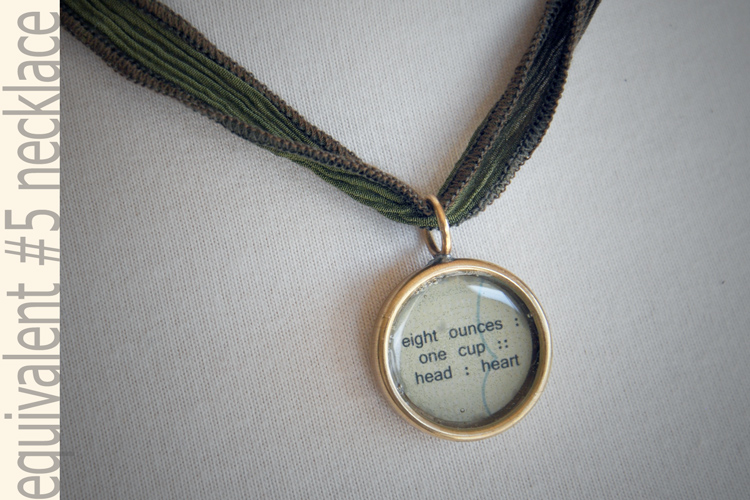 equivalent #5 necklace
eight ounces :
one cup ::
head : heart